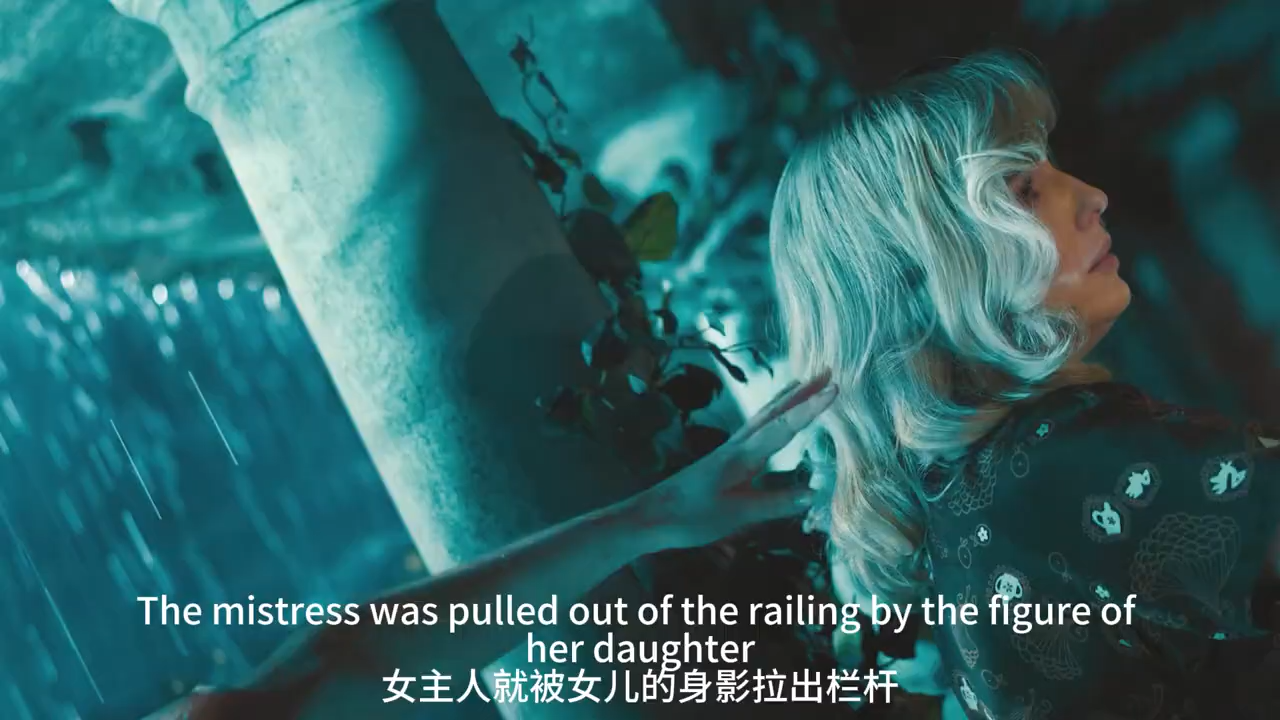 The mistress was pulled out of the railing by the figure of
her daughter
女主人就被女儿的身影拉出栏杆